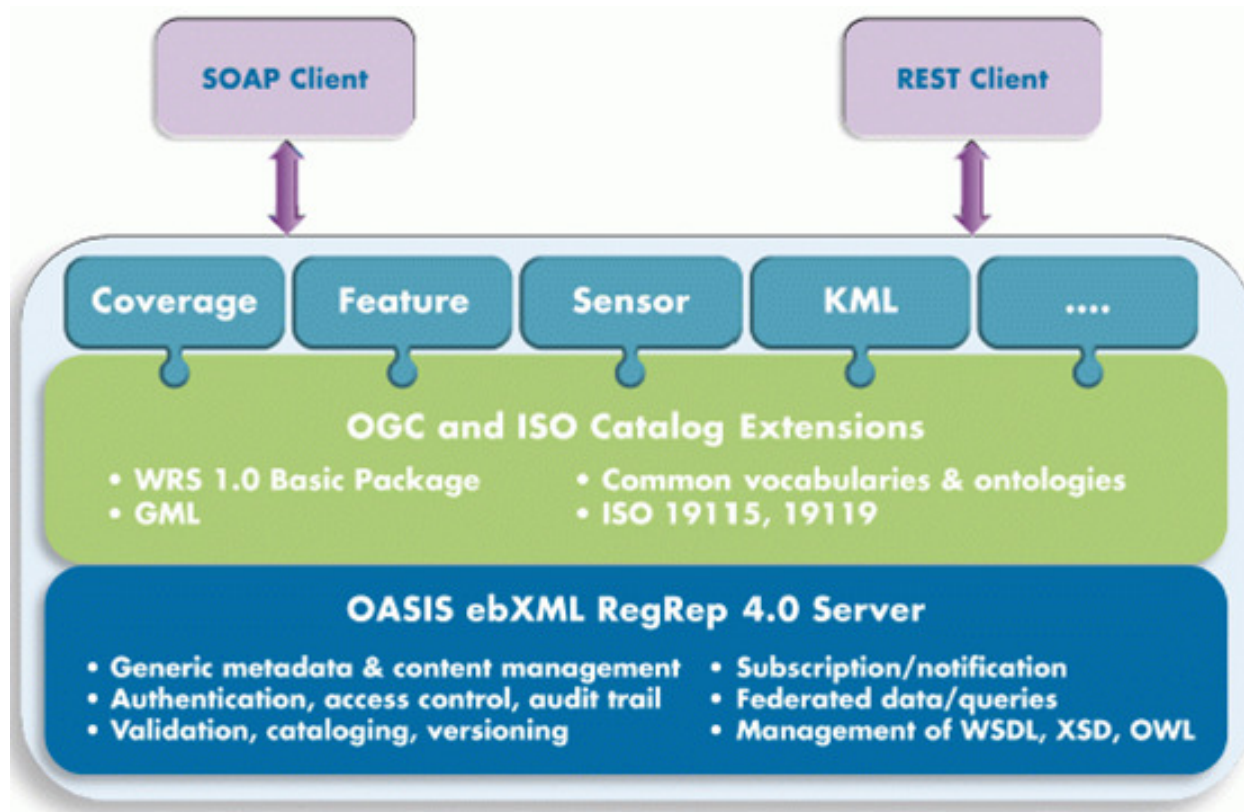 SOAP Client
REST Client
Coverage
Feature
Sensor
KML
....
OGC and ISO Catalog Extensions
• WRS 1.0 Basic Package
• GML
• Common vocabularies & ontologies
• ISO 19115, 19119
OASIS ebXML RegRep 4.0 Server
• Generic metadata & content management
• Authentication, access control, audit trail
• Validation, cataloging, versioning
• Subscription/notification
• Federated data/queries
• Management of WSDL, XSD, OWL